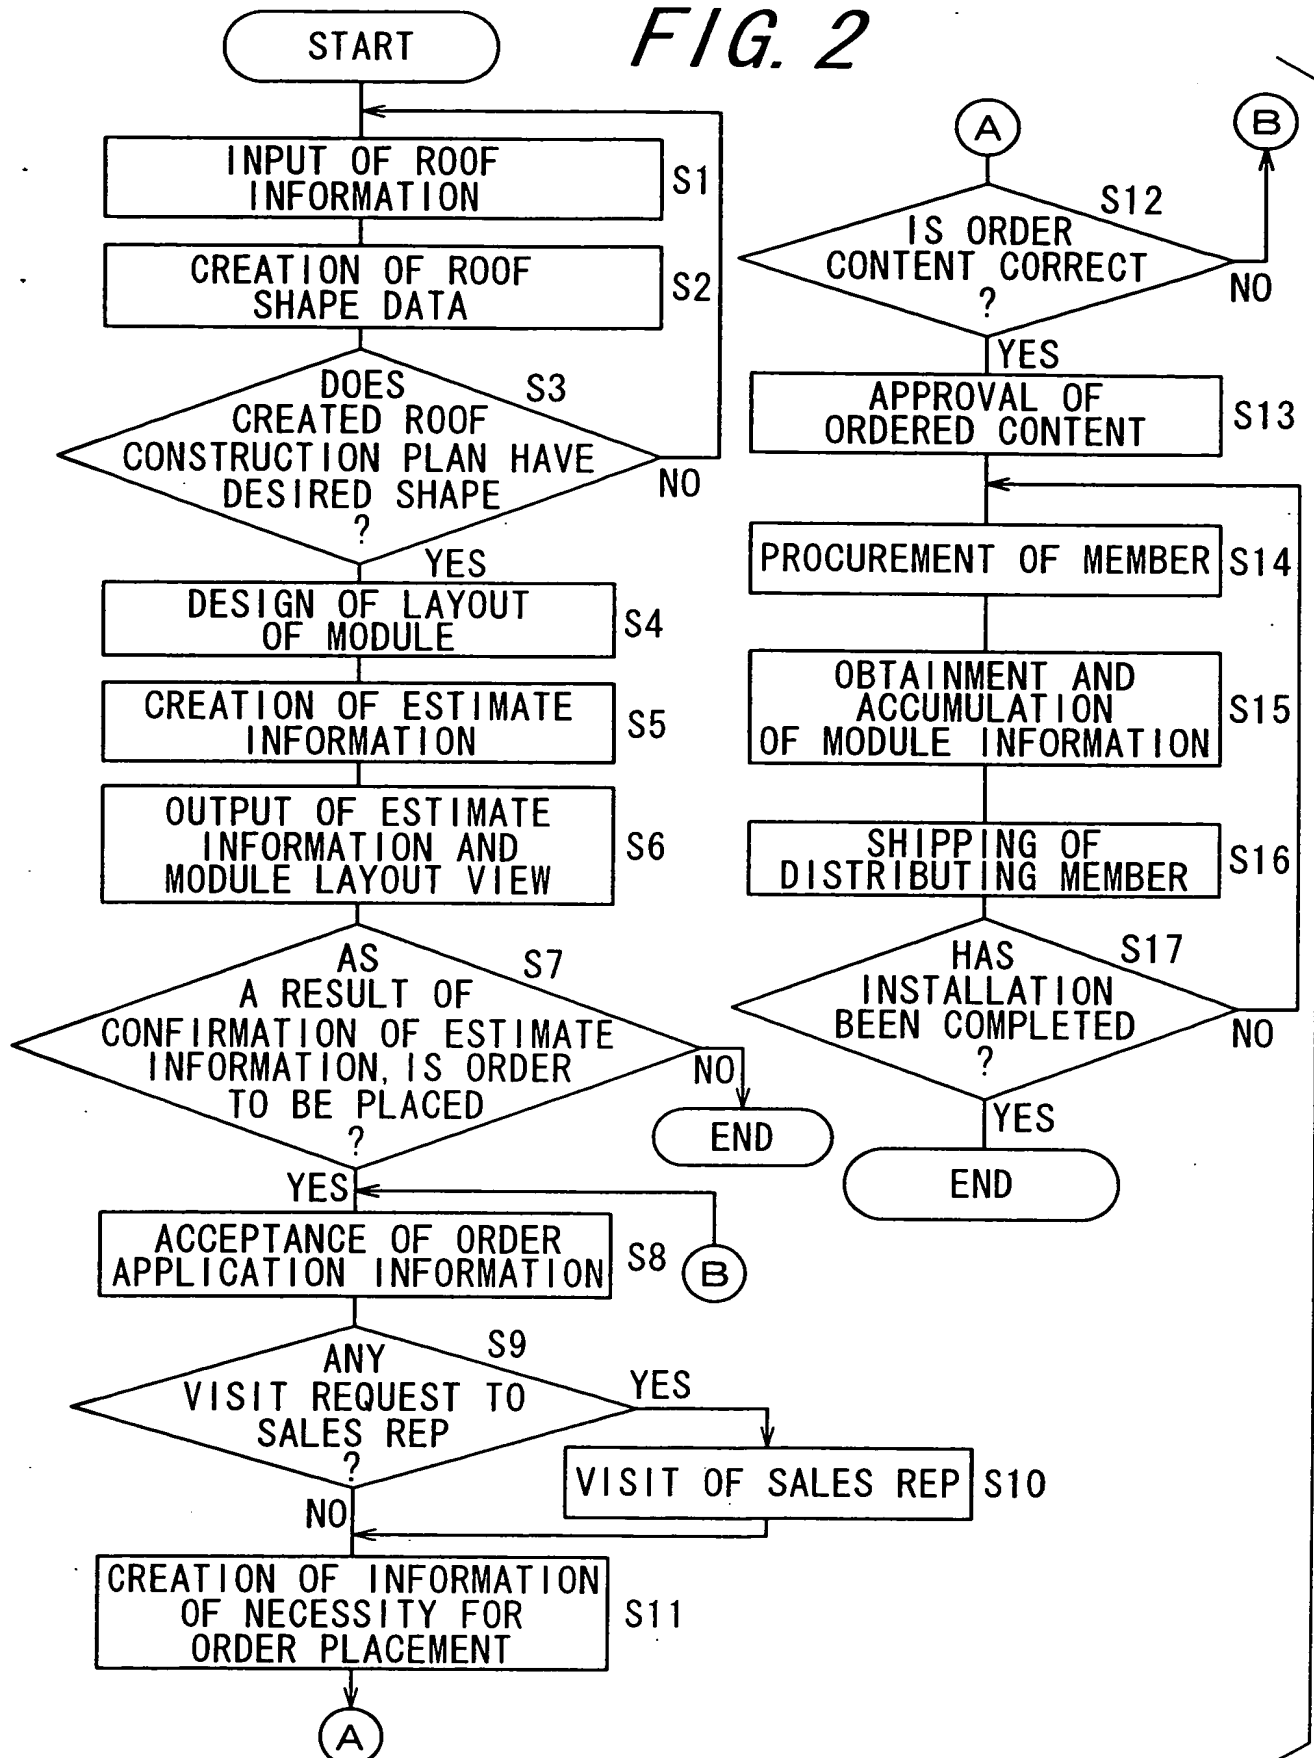 FIG. 2
START
INPUT OF ROOF
INFORMATION
S1
CREATION OF ROOF
SHAPE DATA
S2
DOES
CREATED ROOF
CONSTRUCTION PLAN HAVE
DESIRED SHAPE
?
S3
NO
YES
DESIGN OF LAYOUT
OF MODULE
S4
CREATION OF ESTIMATE
INFORMATION
S5
OUTPUT OF ESTIMATE
INFORMATION AND
MODULE LAYOUT VIEW
S6
AS
A RESULT OF
CONFIRMATION OF ESTIMATE
INFORMATION, IS ORDER
TO BE PLACED
?
S7
NO
END
YES
ACCEPTANCE OF ORDER
APPLICATION INFORMATION
S8
B
ANY
VISIT REQUEST TO
SALES REP
?
S9
YES
VISIT OF SALES REP
S10
NO
CREATION OF INFORMATION
OF NECESSITY FOR
ORDER PLACEMENT
S11
A
A
B
IS ORDER
CONTENT CORRECT
?
S12
NO
YES
APPROVAL OF
ORDERED CONTENT
S13
PROCUREMENT OF MEMBER
S14
OBTAINMENT AND
ACCUMULATION
OF MODULE INFORMATION
S15
SHIPPING OF
DISTRIBUTING MEMBER
S16
HAS
INSTALLATION
BEEN COMPLETED
?
S17
NO
YES
END